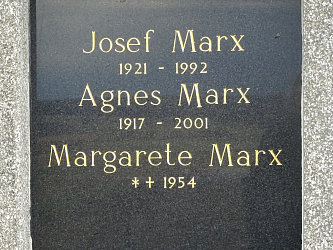 Josef Marx
1921 - 1992
Agnes Marx
1917 - 2001
Margarete Marx
* ✝ 1954